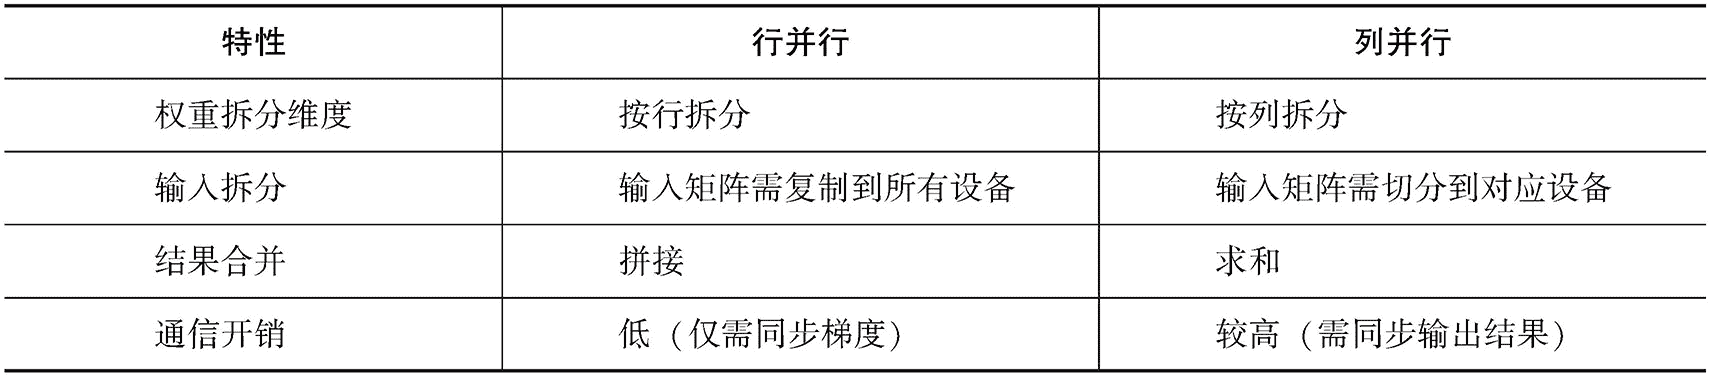 特性 行并行 列并行
权重拆分维度 按行拆分 按列拆分
输入拆分 输入矩阵需复制到所有设备 输入矩阵需切分到对应设备
结果合并 拼接 求和
通信开销 低（仅需同步梯度） 较高（需同步输出结果）